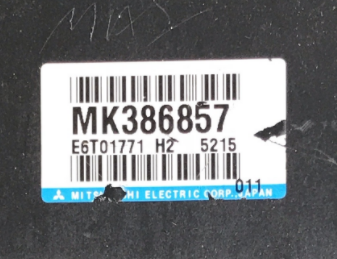 MK386857
E6T01771 H2 5215
011
ELECTRIC CORP. JAPAN